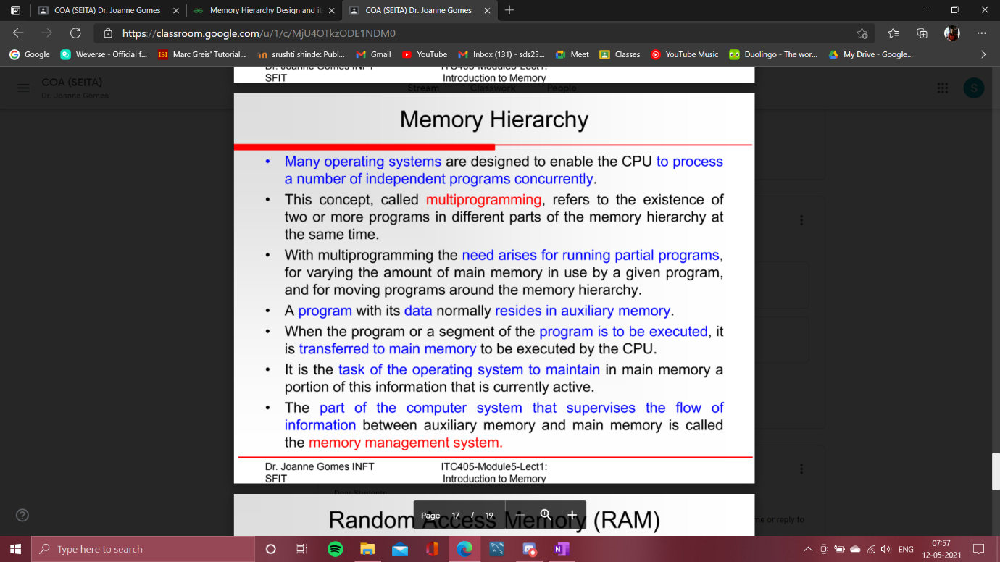 COA (SEITA) Dr. Joanne Gomes
Memory Hierarchy Design and it
COA (SEITA) Dr. Joanne Gomes
https://classroom.google.com/u/1/c/MjU4OTkzODE1NDM0
Google
Weverse - Official f...
ISI Marc Greis' Tutorial...
srushti shinde: Publ...
Gmail
YouTube
Inbox (131) - sds23...
Meet
Classes
YouTube Music
Duolingo - The wor...
My Drive - Google...
COA (SEITA)
Dr. Joanne Gomes
Dr. Joanne Gomes INFT ITC405-Module5-Lect1:
SFIT Introduction to Memory
Stream Classwork People
S
Memory Hierarchy
• Many operating systems are designed to enable the CPU to process
a number of independent programs concurrently.
• This concept, called multiprogramming, refers to the existence of
two or more programs in different parts of the memory hierarchy at
the same time.
• With multiprogramming the need arises for running partial programs,
for varying the amount of main memory in use by a given program,
and for moving programs around the memory hierarchy.
• A program with its data normally resides in auxiliary memory.
• When the program or a segment of the program is to be executed, it
is transferred to main memory to be executed by the CPU.
• It is the task of the operating system to maintain in main memory a
portion of this information that is currently active.
• The part of the computer system that supervises the flow of
information between auxiliary memory and main memory is called
the memory management system.
Dr. Joanne Gomes INFT ITC405-Module5-Lect1:
SFIT Introduction to Memory
Dear Students
Random Access Memory (RAM)
Page 17 / 19
me or reply to
Type here to search
ENG
07:57
12-05-2021